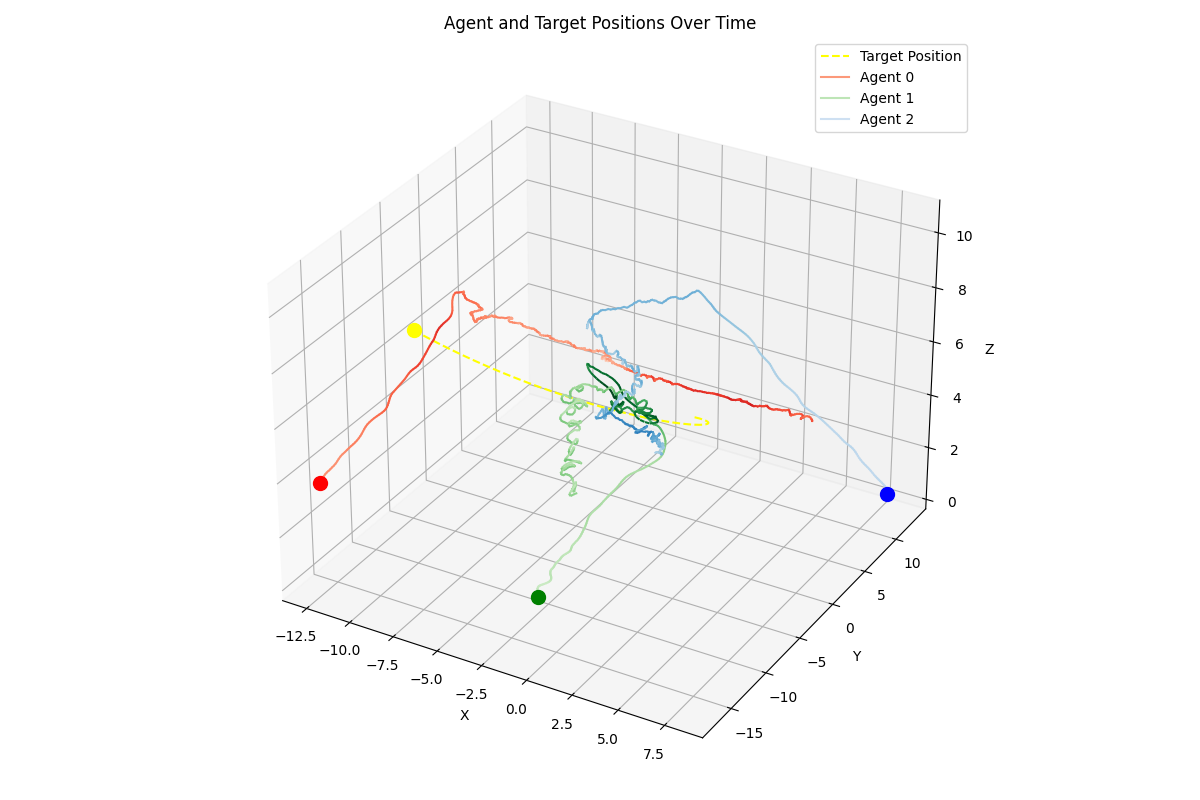 Agent and Target Positions Over Time
Target Position
Agent 0
Agent 1
Agent 2
10
8
6
Z
4
2
0
10
5
0
Y
−5
−10
−15
−12.5
−10.0
−7.5
−5.0
−2.5
X
0.0
2.5
5.0
7.5